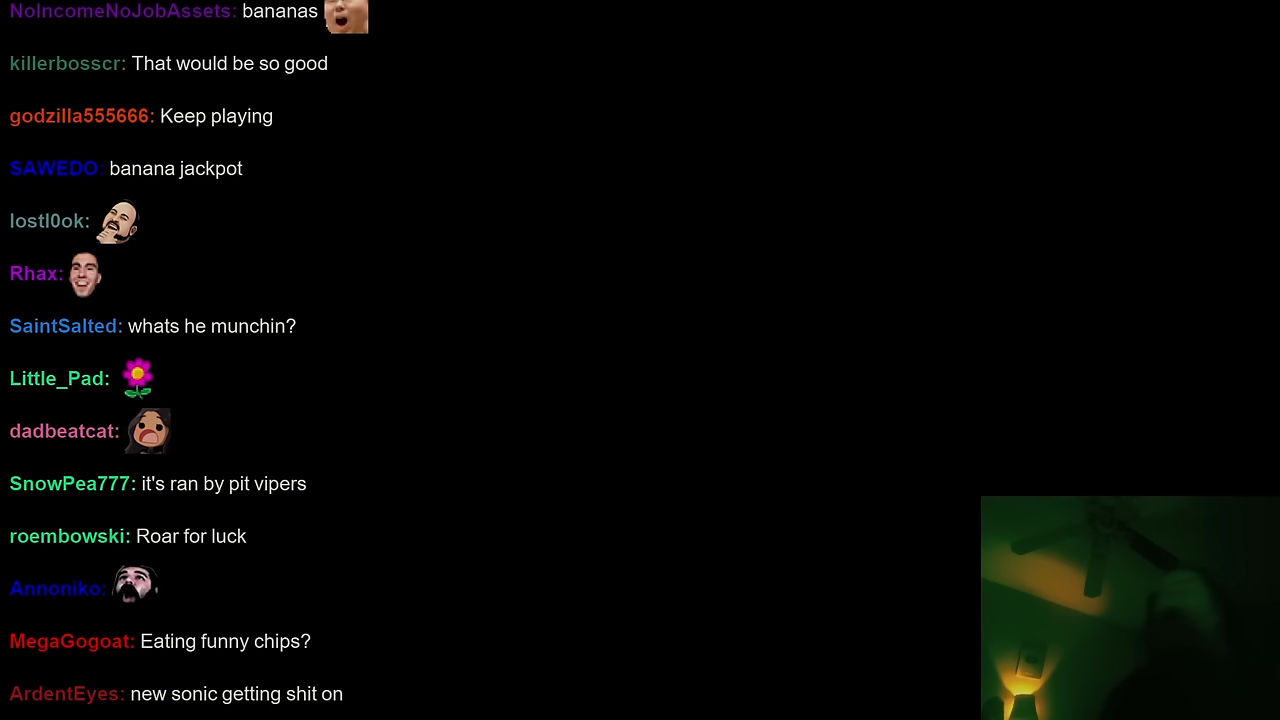 NoIncomeNoJobAssets: bananas
killerbosscr: That would be so good
godzilla555666: Keep playing
SAWEDO: banana jackpot
lostl0ok:
Rhax:
SaintSalted: whats he munchin?
Little_Pad:
dadbeatcat:
SnowPea777: it's ran by pit vipers
roembowski: Roar for luck
Annoniko:
MegaGogoat: Eating funny chips?
ArdentEyes: new sonic getting shit on